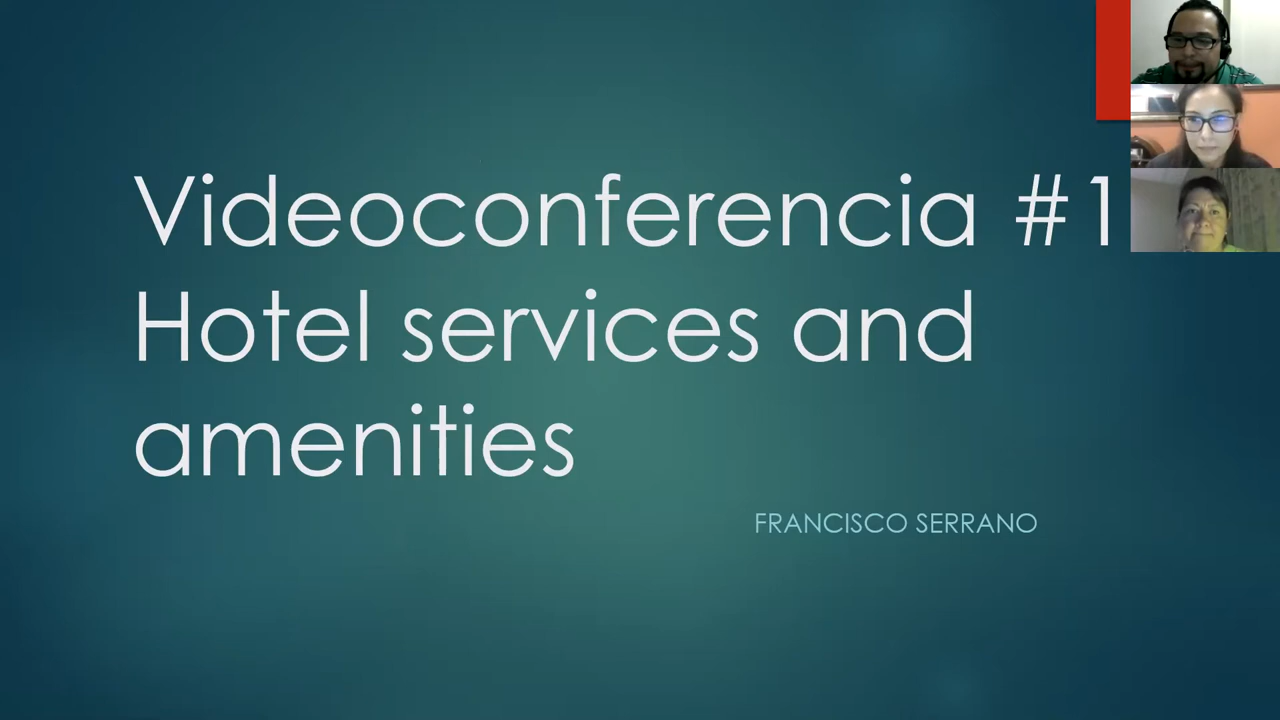 Videoconferencia #1
Hotel services and
amenities
FRANCISCO SERRANO